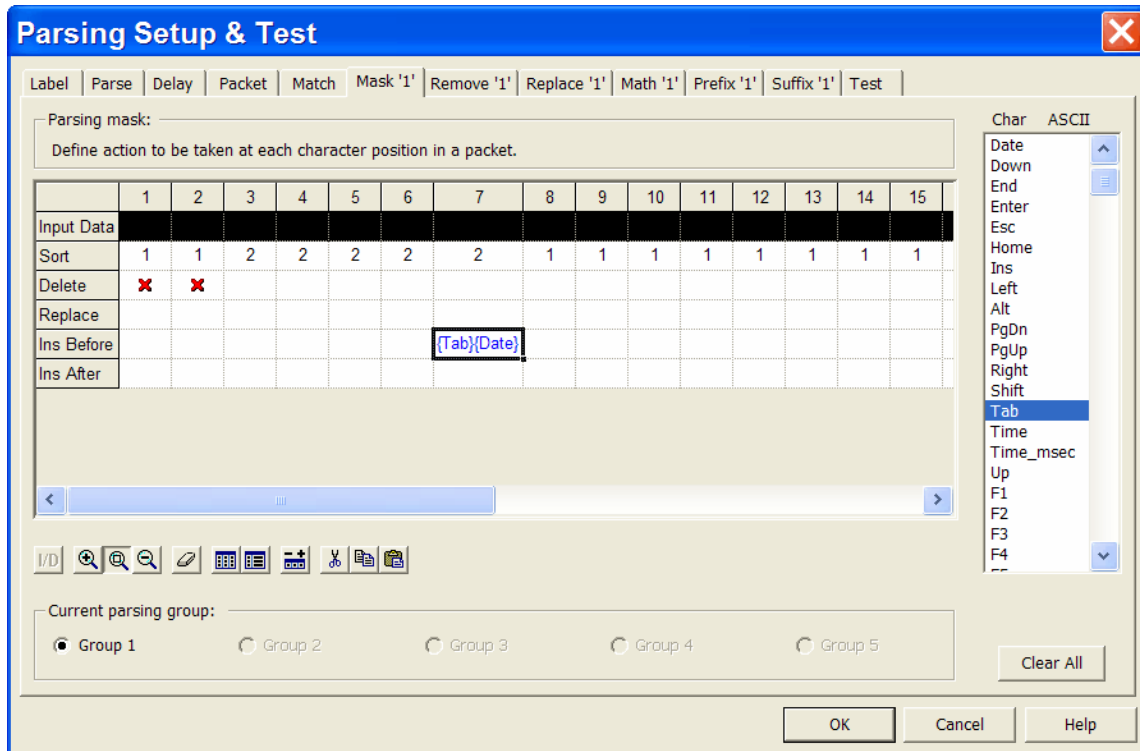 Parsing Setup & Test
Label Parse Delay Packet Match Mask '1' Remove '1' Replace '1' Math '1' Prefix '1' Suffix '1' Test
Parsing mask:
Define action to be taken at each character position in a packet.
1 2 3 4 5 6 7 8 9 10 11 12 13 14 15
Input Data
Sort 1 1 2 2 2 2 2 1 1 1 1 1 1 1 1
Delete
Replace
Ins Before {Tab}{Date}
Ins After
I/D
Current parsing group:
Group 1 Group 2 Group 3 Group 4 Group 5
Char ASCII
Date
Down
End
Enter
Esc
Home
Ins
Left
Alt
PgDn
PgUp
Right
Shift
Tab
Time
Time_msec
Up
F1
F2
F3
F4
Clear All
OK Cancel Help